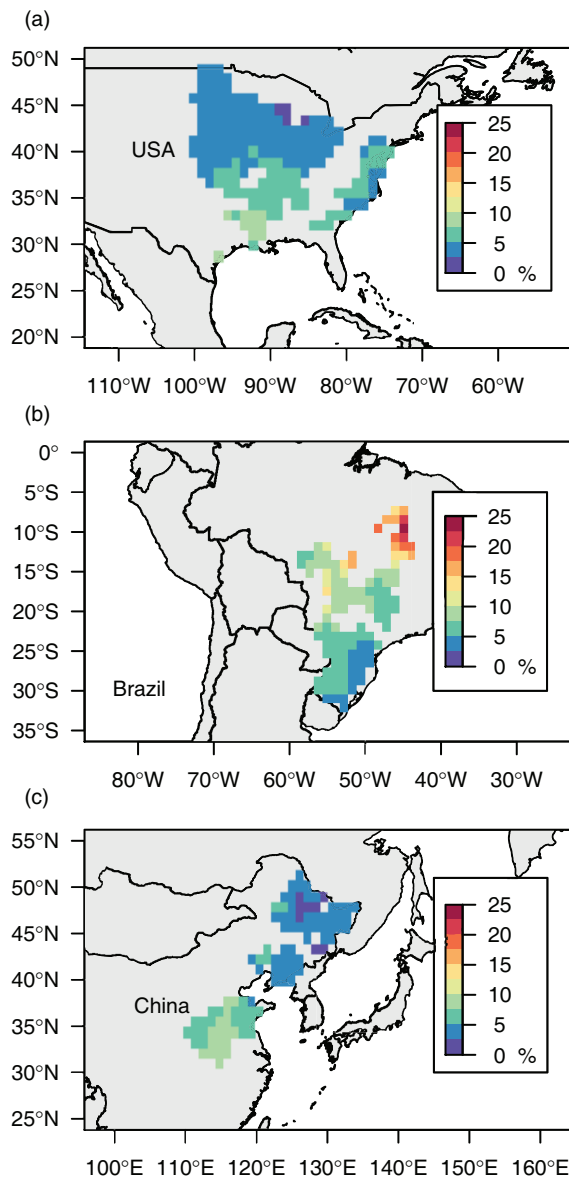 (a)
50°N
45°N
40°N
35°N
30°N
25°N
20°N
USA
25
20
15
10
5
0 %
110°W 100°W 90°W 80°W 70°W 60°W
(b)
0°
5°S
10°S
15°S
20°S
25°S
30°S
35°S
Brazil
25
20
15
10
5
0 %
80°W 70°W 60°W 50°W 40°W 30°W
(c)
55°N
50°N
45°N
40°N
35°N
30°N
25°N
China
25
20
15
10
5
0 %
100°E 110°E 120°E 130°E 140°E 150°E 160°E